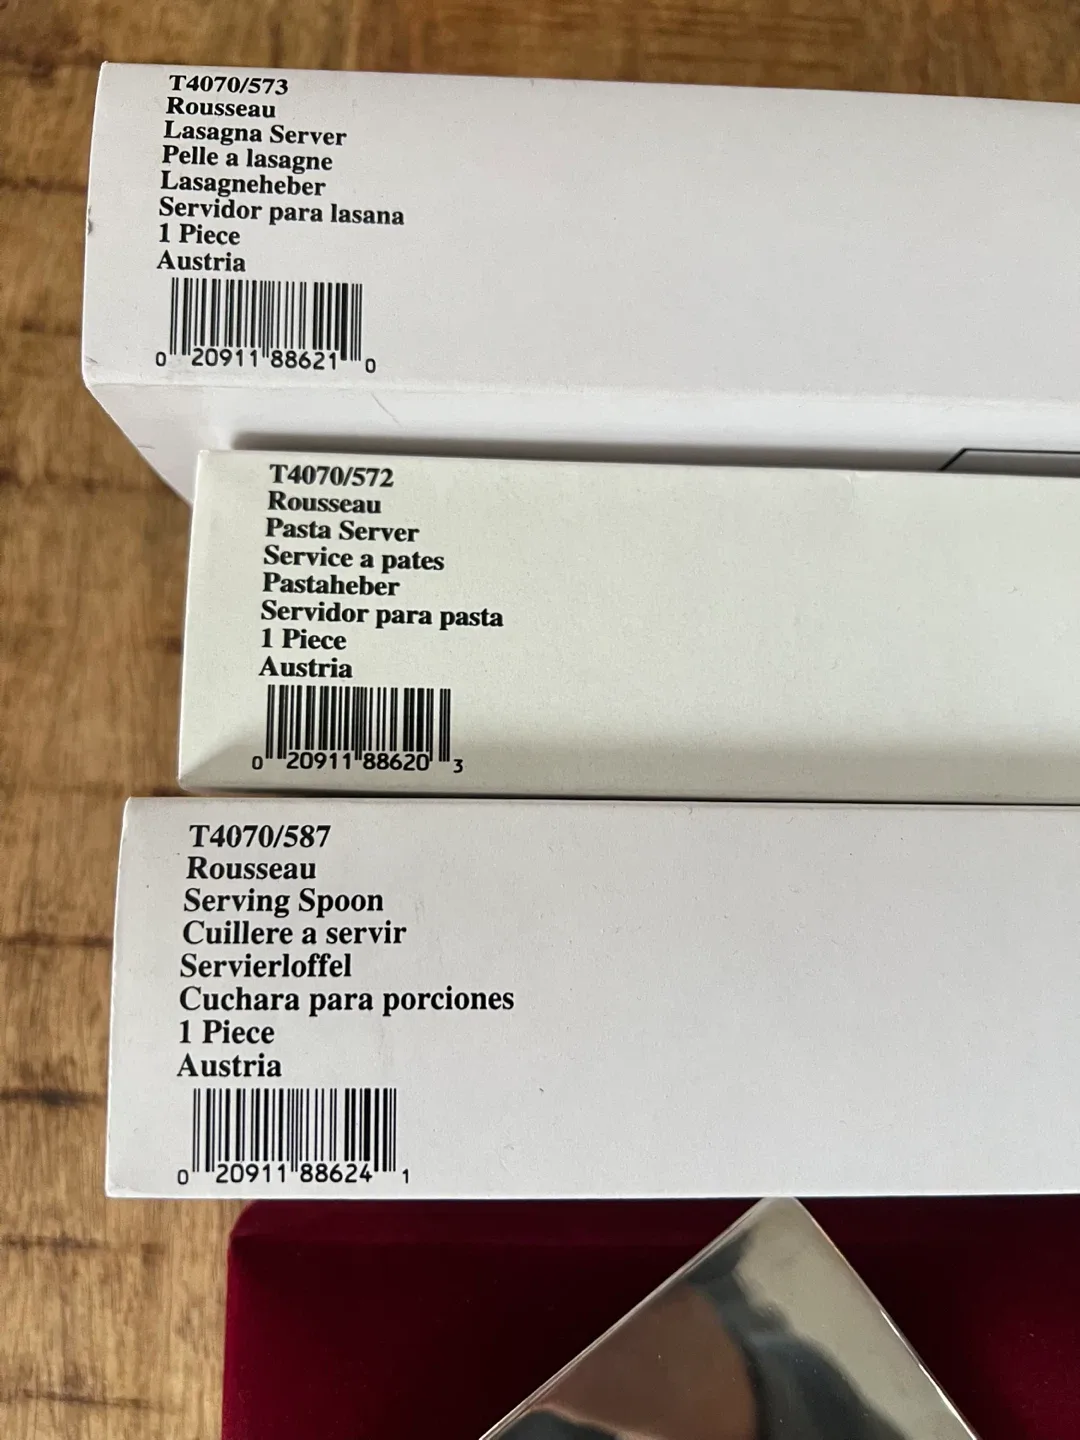 T4070/573
Rousseau
Lasagna Server
Pelle a lasagne
Lasagneheber
Servidor para lasana
1 Piece
Austria
0 20911 88621 0
T4070/572
Rousseau
Pasta Server
Service a pates
Pastaheber
Servidor para pasta
1 Piece
Austria
0 20911 88620 3
T4070/587
Rousseau
Serving Spoon
Cuillere a servir
Servierloffel
Cuchara para porciones
1 Piece
Austria
0 20911 88624 1